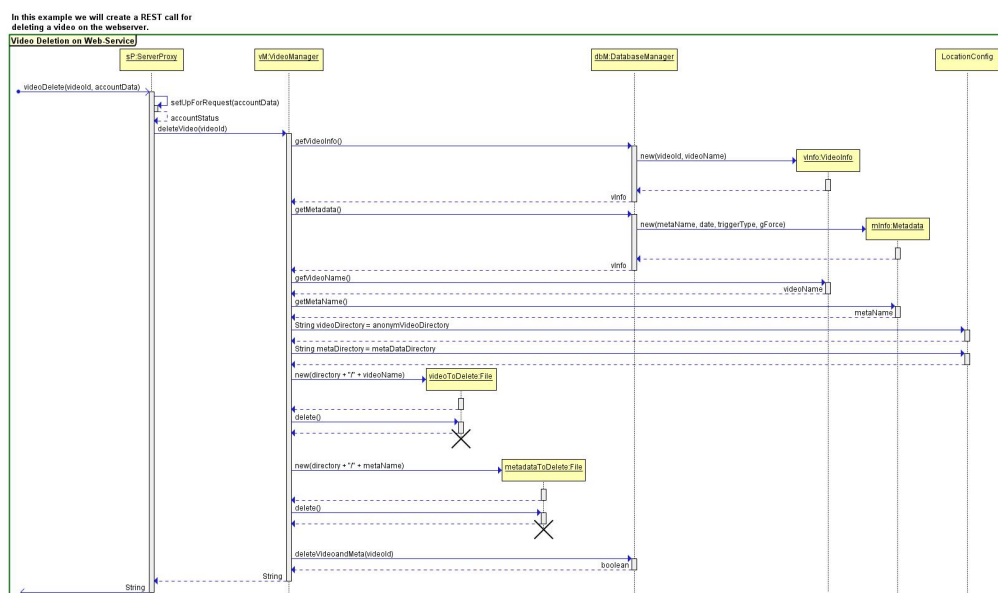 In this example we will create a REST call for
deleting a video on the webserver.
Video Deletion on Web-Service
sP:ServerProxy
vM:VideoManager
dbM:DatabaseManager
LocationConfig
videoDelete(videoId, accountData)
setUpForRequest(accountData)
accountStatus
deleteVideo(videoId)
getVideoInfo()
new(videoId, videoName)
vInfo:VideoInfo
vInfo
getMetadata()
new(metaName, date, triggerType, gForce)
mInfo:Metadata
vInfo
getVideoName()
videoName
getMetaName()
metaName
String videoDirectory = anonymVideoDirectory
String metaDirectory = metaDataDirectory
new(directory + "/" + videoName)
videoToDelete:File
delete()
new(directory + "/" + metaName)
metadataToDelete:File
delete()
deleteVideoandMeta(videoId)
boolean
String
String